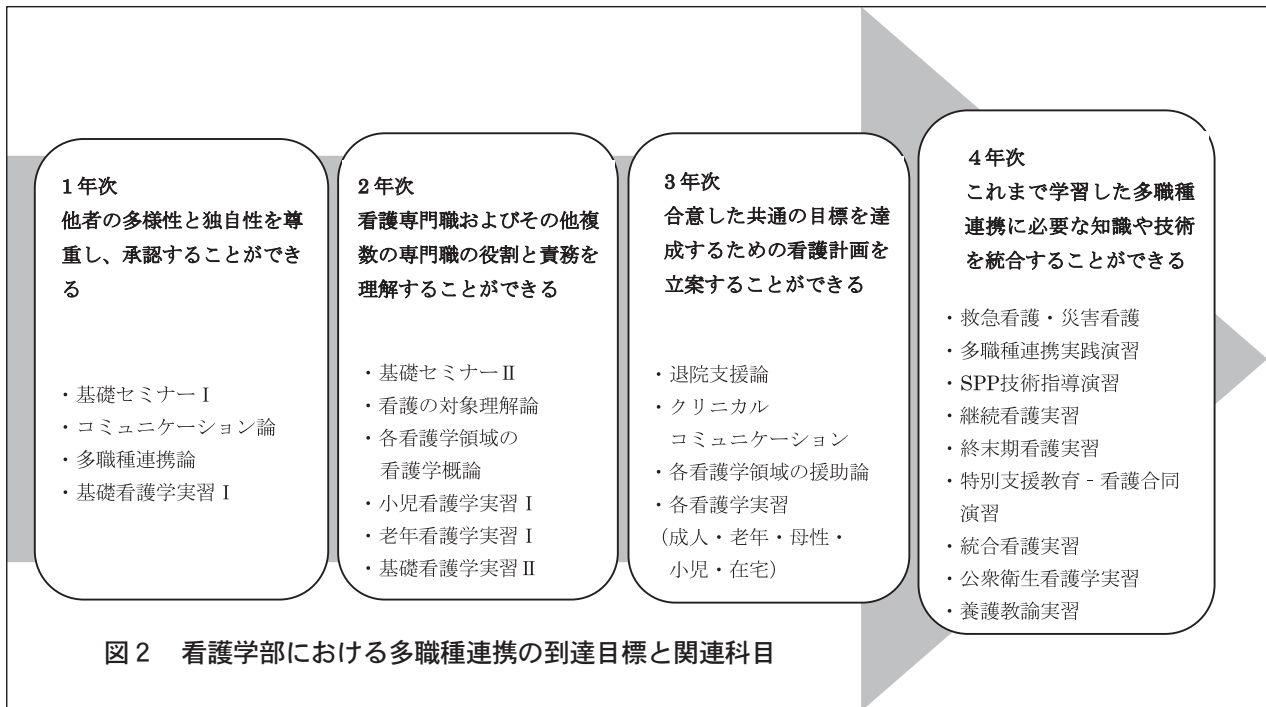 1年次
他者の多様性と独自性を尊
重し、承認することができ
る
・基礎セミナーⅠ
・コミュニケーション論
・多職種連携論
・基礎看護学実習Ⅰ
2年次
看護専門職およびその他複
数の専門職の役割と責務を
理解することができる
・基礎セミナーⅡ
・看護の対象理解論
・各看護学領域の
看護学概論
・小児看護学実習Ⅰ
・老年看護学実習Ⅰ
・基礎看護学実習Ⅱ
3年次
合意した共通の目標を達
成するための看護計画を
立案することができる
・退院支援論
・クリニカル
コミュニケーション
・各看護学領域の援助論
・各看護学実習
（成人・老年・母性・
小児・在宅）
4年次
これまで学習した多職種
連携に必要な知識や技術
を統合することができる
・救急看護・災害看護
・多職種連携実践演習
・SPP技術指導演習
・継続看護実習
・終末期看護実習
・特別支援教育‐看護合同
演習
・統合看護実習
・公衆衛生看護学実習
・養護教諭実習
図2　看護学部における多職種連携の到達目標と関連科目